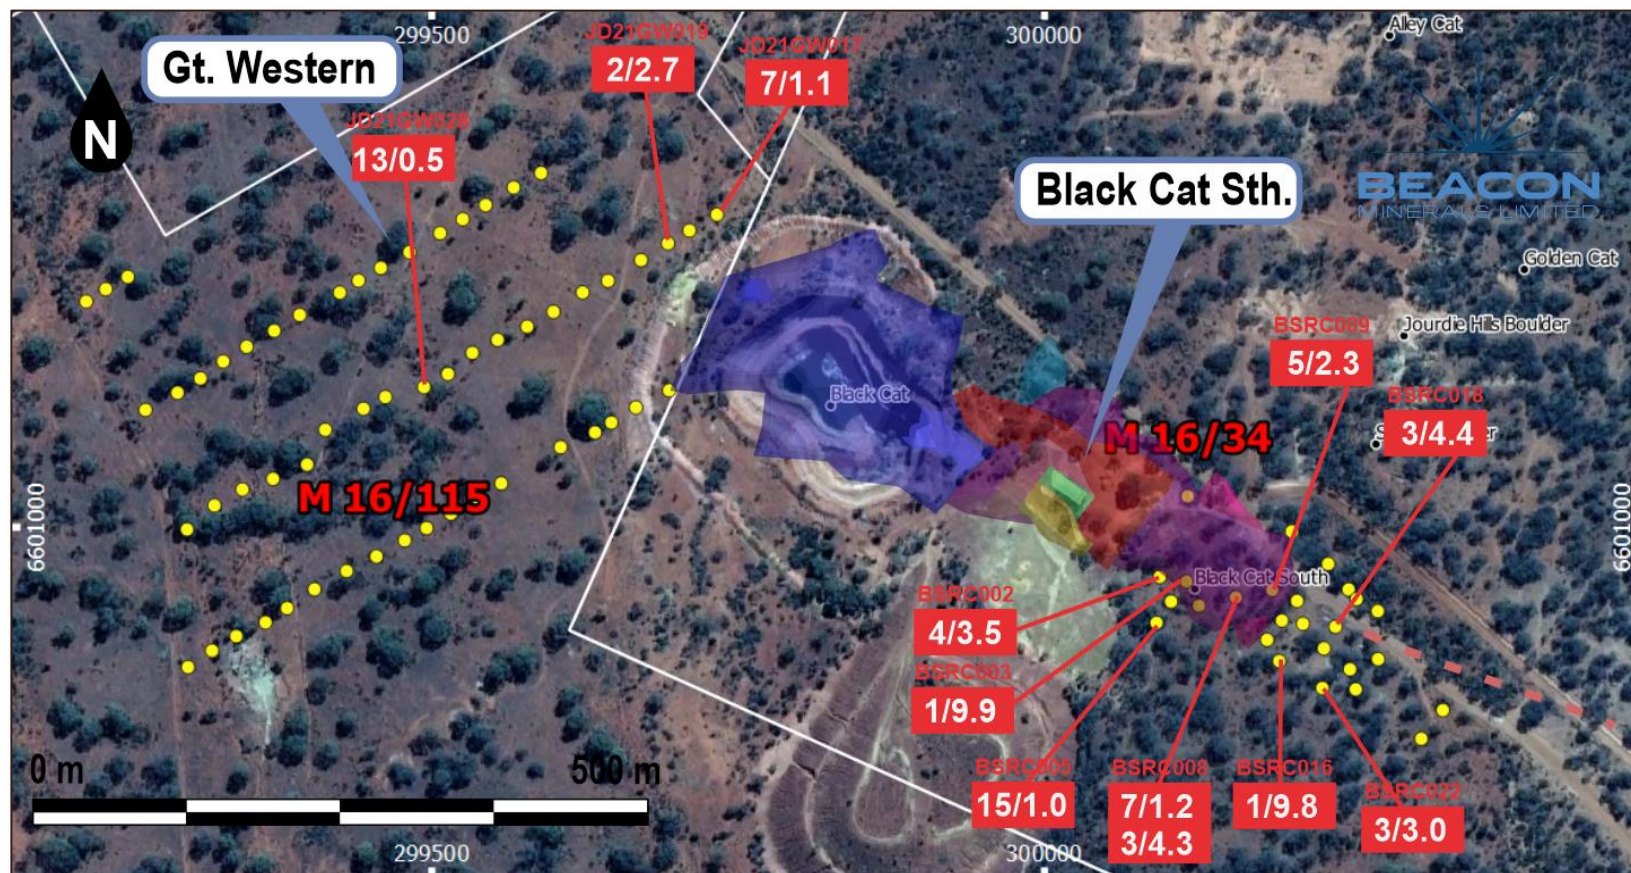 299500
300000
Alley Cat
JD21GW019
2/2.7
JD21GW017
7/1.1
Gt. Western
N
JD21GW028
13/0.5
Black Cat Sth.
BEACON
MINERALS LIMITED
Golden Cat
Jourdie Hills Boulder
BSRC009
5/2.3
BSRC018
3/4.4
Black Cat
M 16/34
M 16/115
6601000
6601000
Black Cat South
BSRC002
4/3.5
BSRC003
1/9.9
BSRC005
15/1.0
BSRC008
7/1.2
3/4.3
BSRC016
1/9.8
BSRC022
3/3.0
0 m
500 m
299500
300000